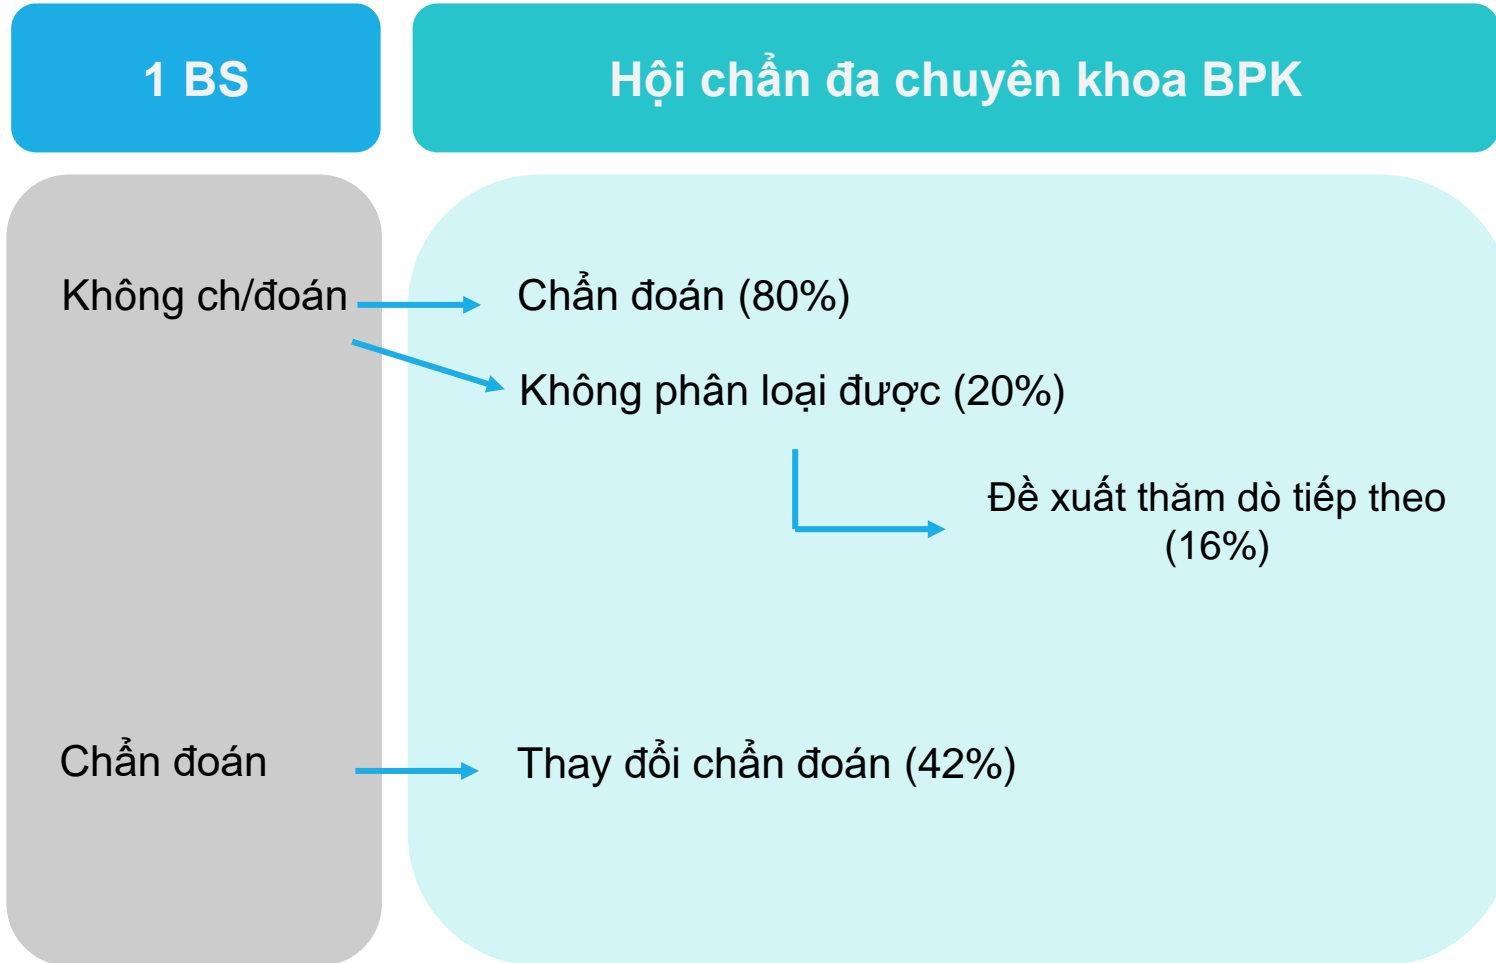 1 BS
Hội chẩn đa chuyên khoa BPK
Không ch/đoán
Chẩn đoán (80%)
Không phân loại được (20%)
Đề xuất thăm dò tiếp theo
(16%)
Chẩn đoán
Thay đổi chẩn đoán (42%)